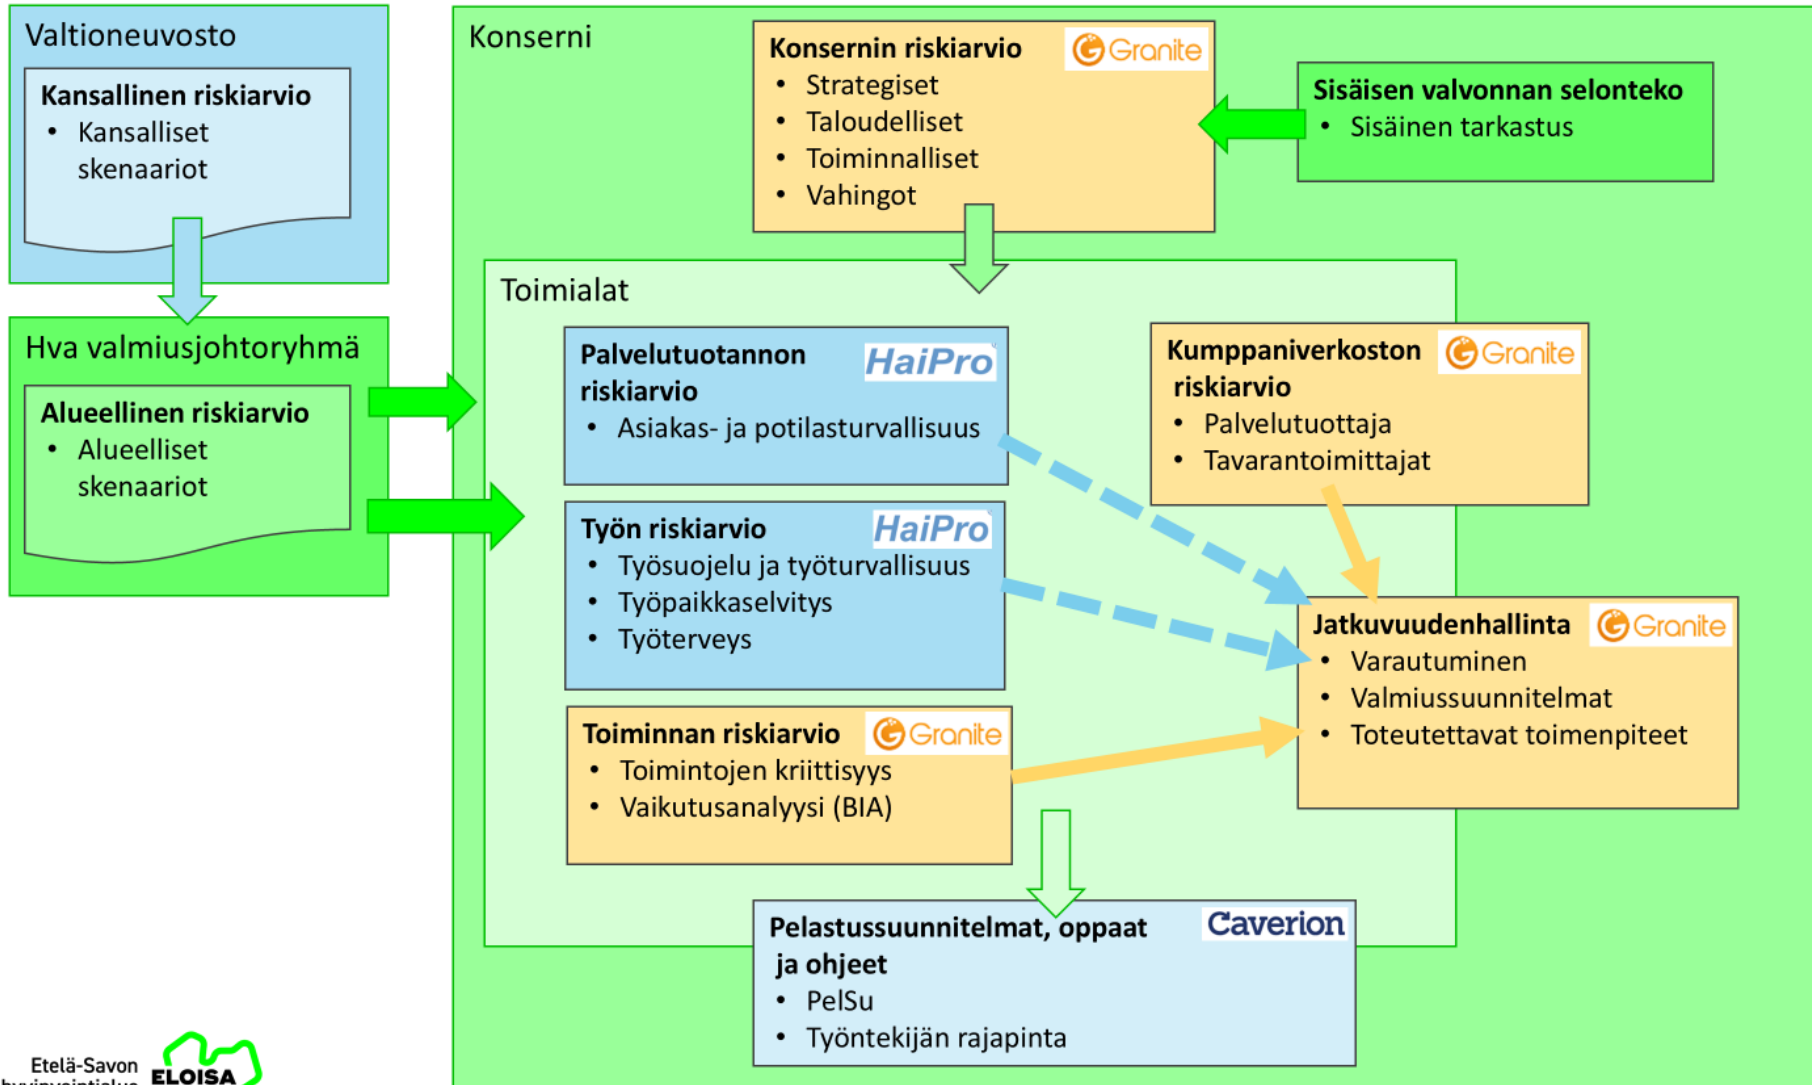 Valtioneuvosto
Kansallinen riskiarvio
• Kansalliset
skenaariot
Hva valmiusjohtoryhmä
Alueellinen riskiarvio
• Alueelliset
skenaariot
Konserni
Konsernin riskiarvio
Granite
• Strategiset
• Taloudelliset
• Toiminnalliset
• Vahingot
Sisäisen valvonnan selonteko
• Sisäinen tarkastus
Toimialat
Palvelutuotannon
riskiarvio
HaiPro
• Asiakas- ja potilasturvallisuus
Kumppaniverkoston
riskiarvio
Granite
• Palvelutuottaja
• Tavarantoimittajat
Työn riskiarvio
HaiPro
• Työsuojelu ja työturvallisuus
• Työpaikkaselvitys
• Työterveys
Jatkuvuudenhallinta
Granite
• Varautuminen
• Valmiussuunnitelmat
• Toteutettavat toimenpiteet
Toiminnan riskiarvio
Granite
• Toimintojen kriittisyys
• Vaikutusanalyysi (BIA)
Pelastussuunnitelmat, oppaat
ja ohjeet
Caverion
• PelSu
• Työntekijän rajapinta
Etelä-Savon
ELOISA